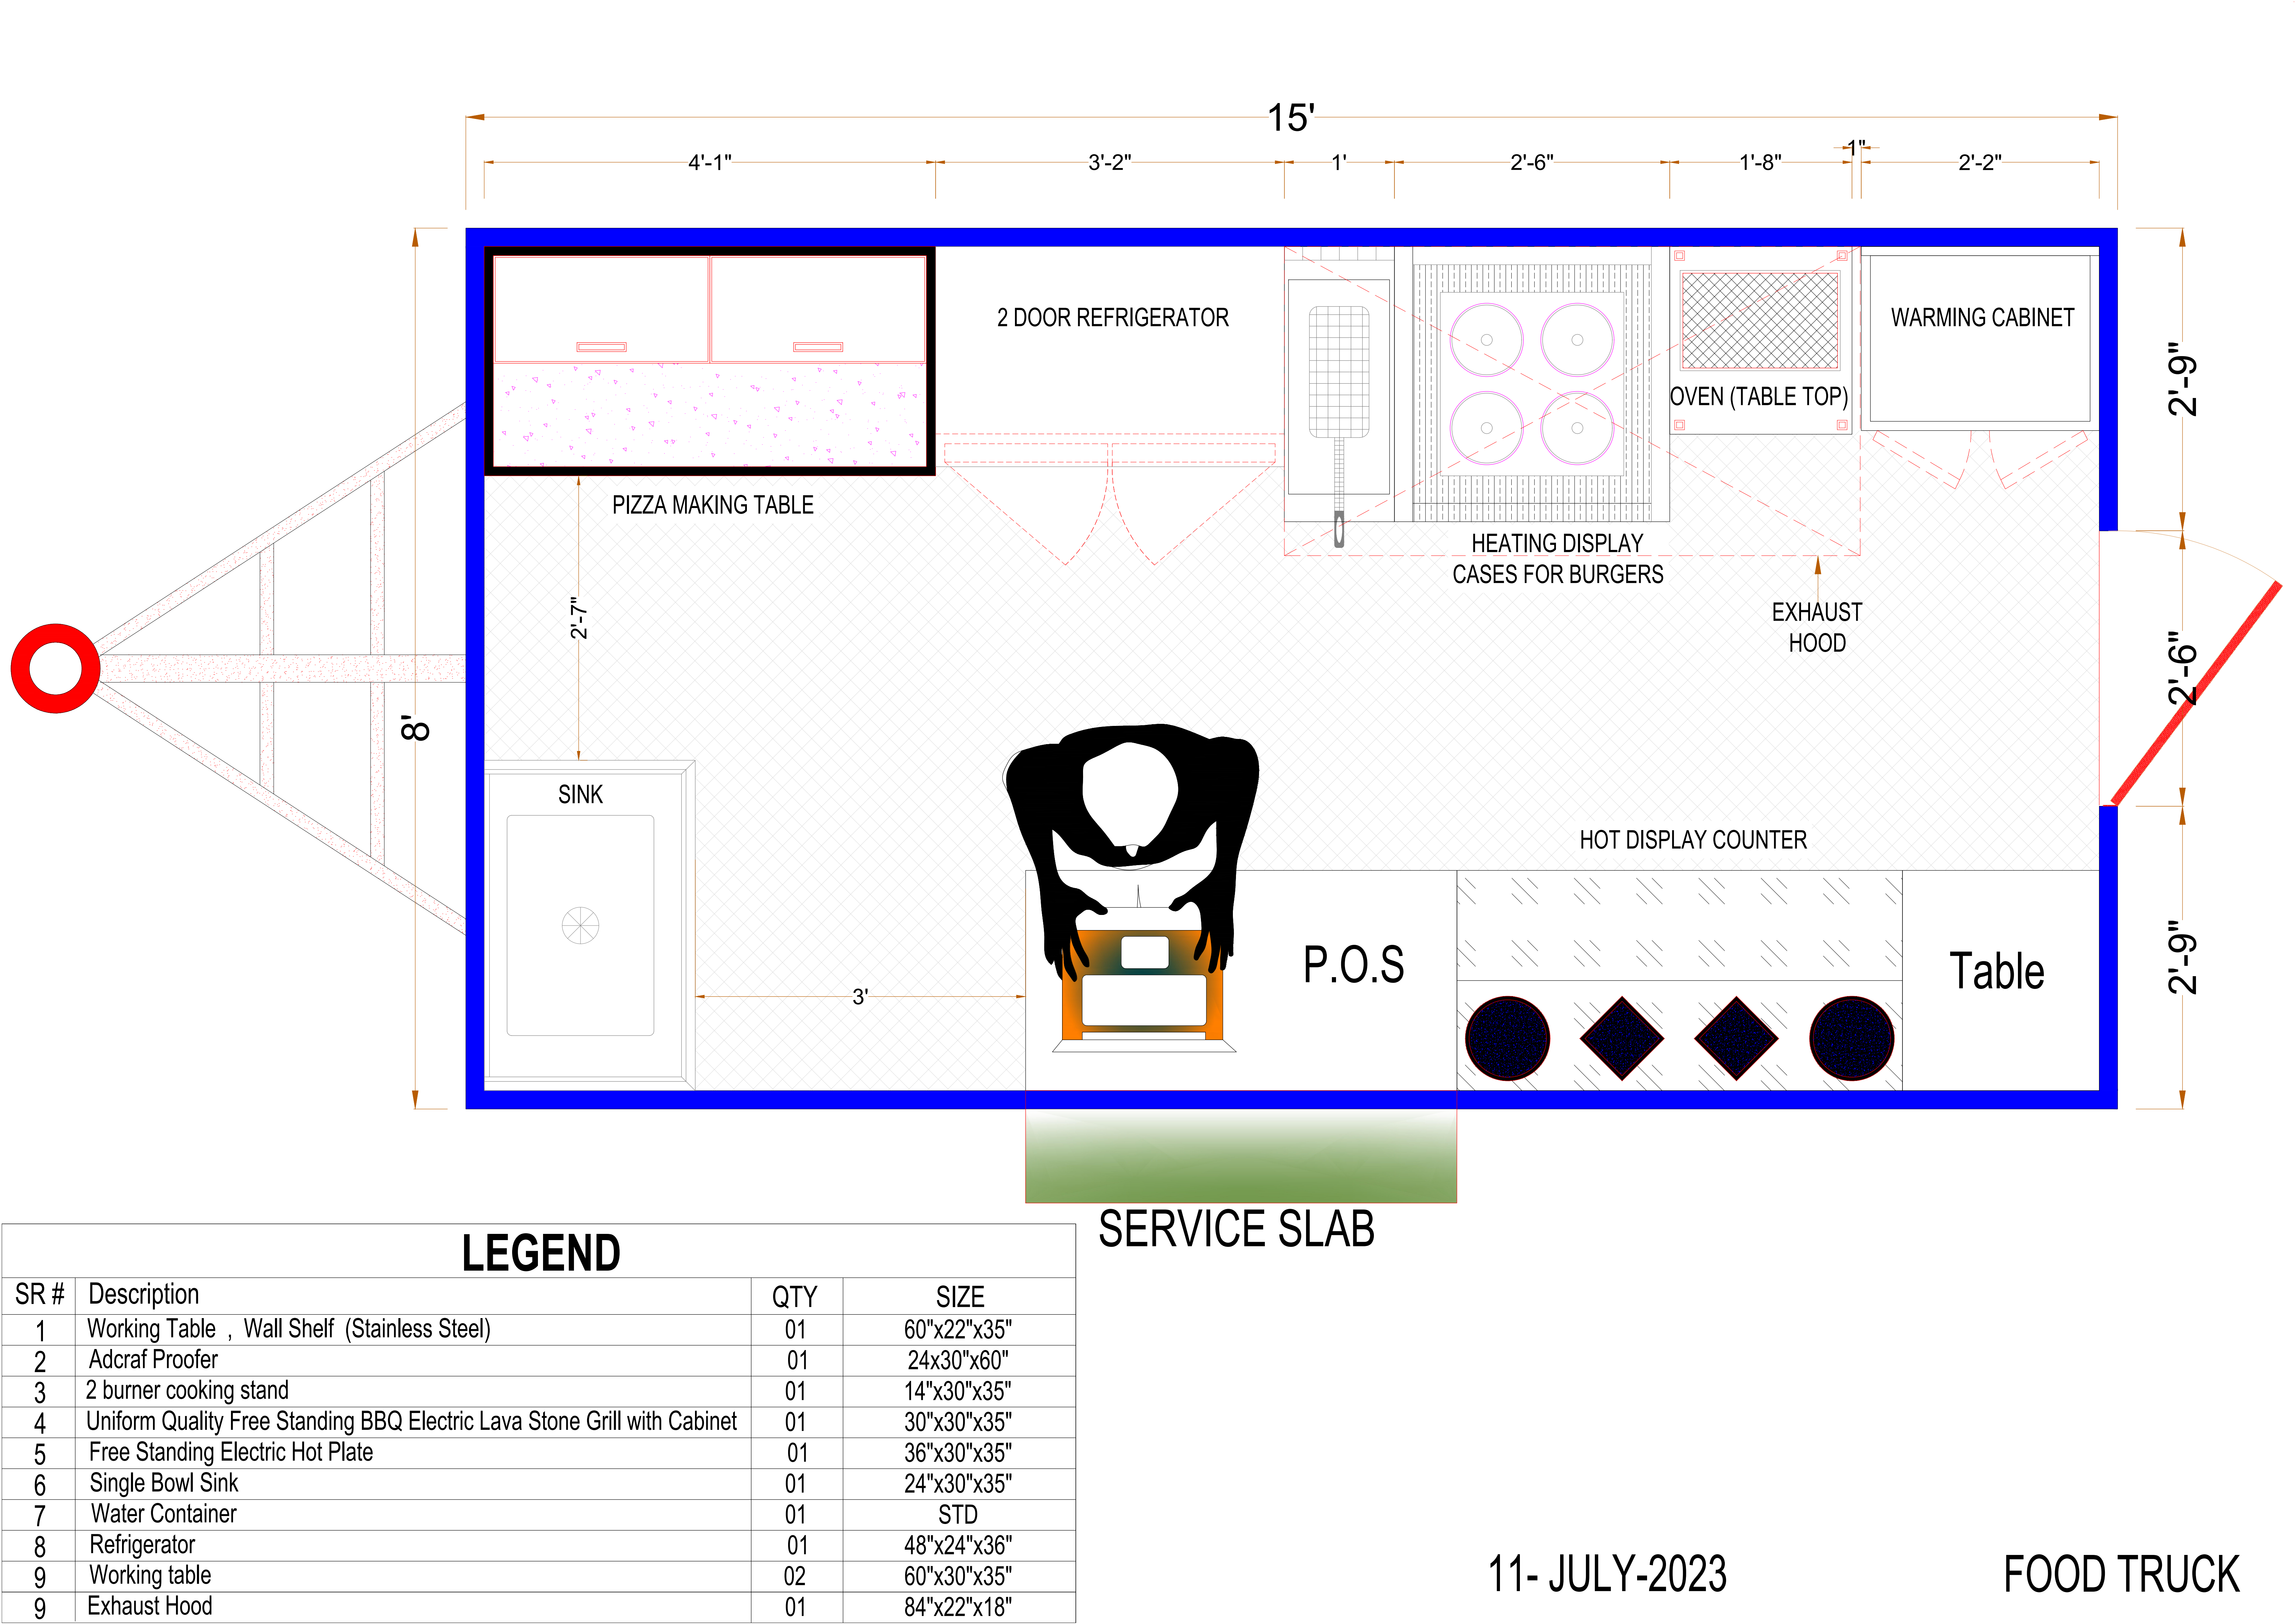 15'
4'-1"
3'-2"
1'
2'-6"
1'-8"
1"
2'-2"
2 DOOR REFRIGERATOR
WARMING CABINET
OVEN (TABLE TOP)
PIZZA MAKING TABLE
HEATING DISPLAY
CASES FOR BURGERS
EXHAUST
HOOD
2'-9"
2'-6"
2'-9"
2'-7"
8'
SINK
3'
HOT DISPLAY COUNTER
P.O.S
Table
SERVICE SLAB
LEGEND
SR # Description QTY SIZE
1 Working Table , Wall Shelf (Stainless Steel) 01 60"x22"x35"
2 Adcraf Proofer 01 24x30"x60"
3 2 burner cooking stand 01 14"x30"x35"
4 Uniform Quality Free Standing BBQ Electric Lava Stone Grill with Cabinet 01 30"x30"x35"
5 Free Standing Electric Hot Plate 01 36"x30"x35"
6 Single Bowl Sink 01 24"x30"x35"
7 Water Container 01 STD
8 Refrigerator 01 48"x24"x36"
9 Working table 02 60"x30"x35"
9 Exhaust Hood 01 84"x22"x18"
11- JULY-2023
FOOD TRUCK